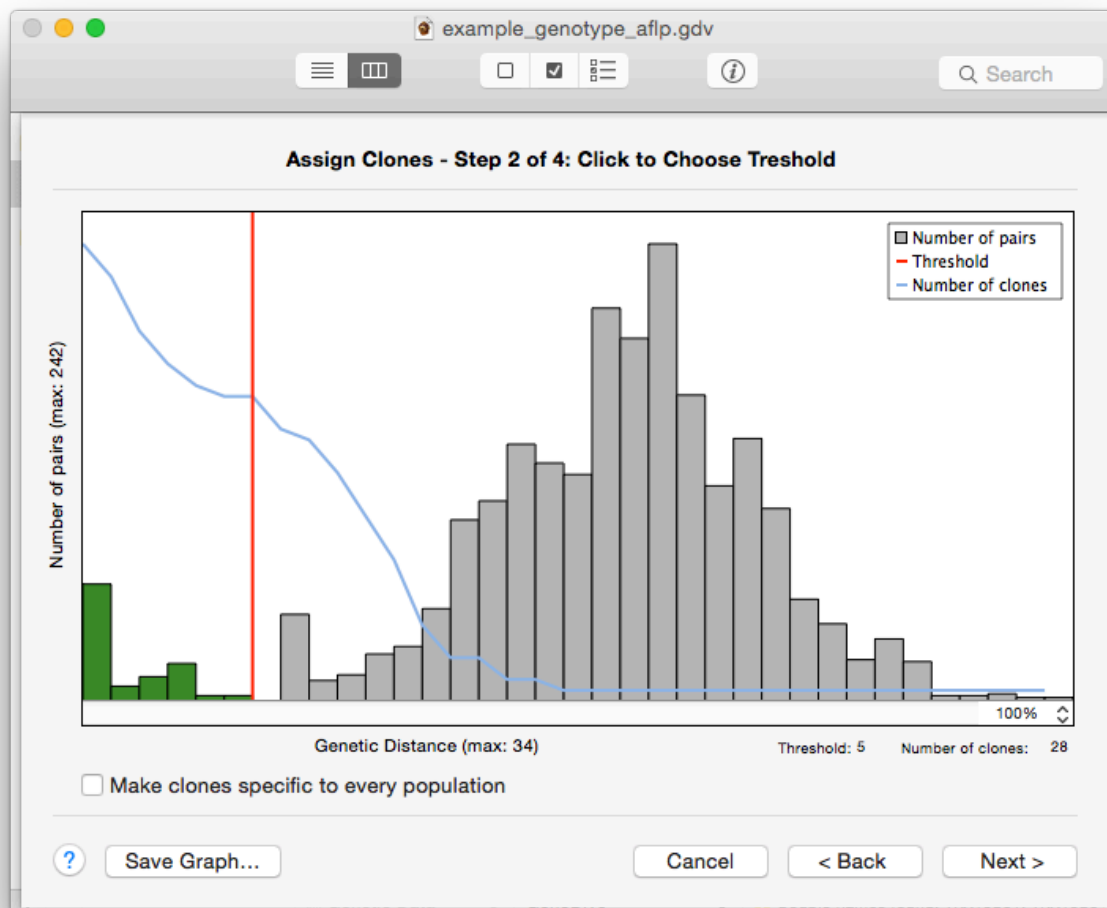 example_genotype_aflp.gdv
Search
Assign Clones - Step 2 of 4: Click to Choose Treshold
Number of pairs
Threshold
Number of clones
Number of pairs (max: 242)
100%
Genetic Distance (max: 34)
Threshold: 5
Number of clones: 28
Make clones specific to every population
?
Save Graph...
Cancel
< Back
Next >